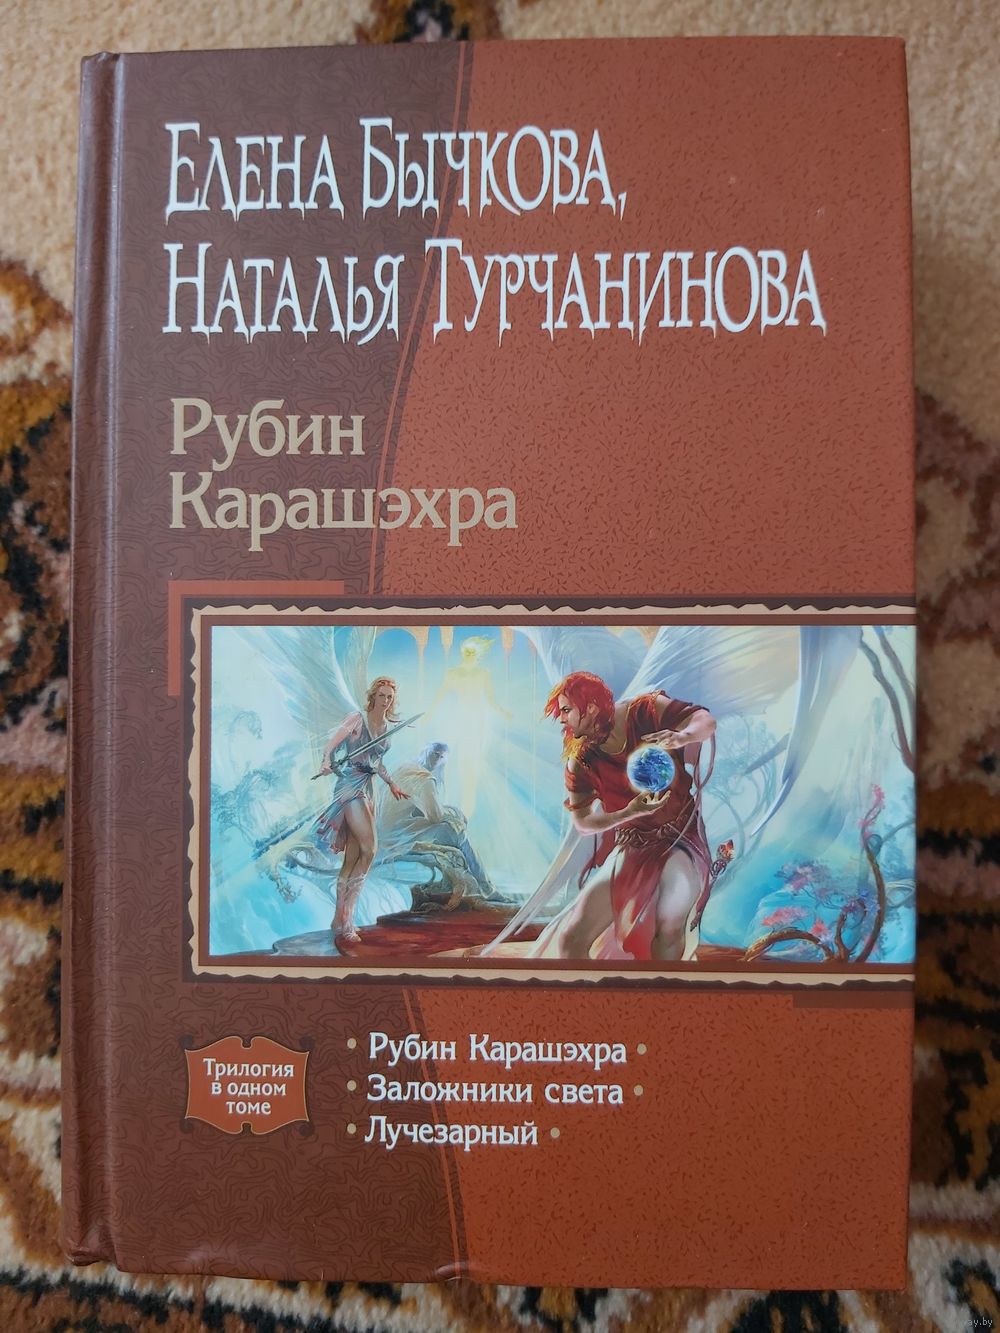 Елена Бычкова,
Наталья Турчанинова
Рубин
Карашэхра
Трилогия
в одном
томе
• Рубин Карашэхра •
• Заложники света •
• Лучезарный •